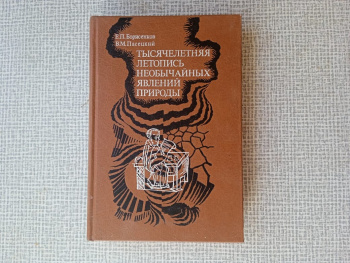 Е.П.Борисенков
В.М.Пасецкий
ТЫСЯЧЕЛЕТНЯЯ
ЛЕТОПИСЬ
НЕОБЫЧАЙНЫХ
ЯВЛЕНИЙ
ПРИРОДЫ